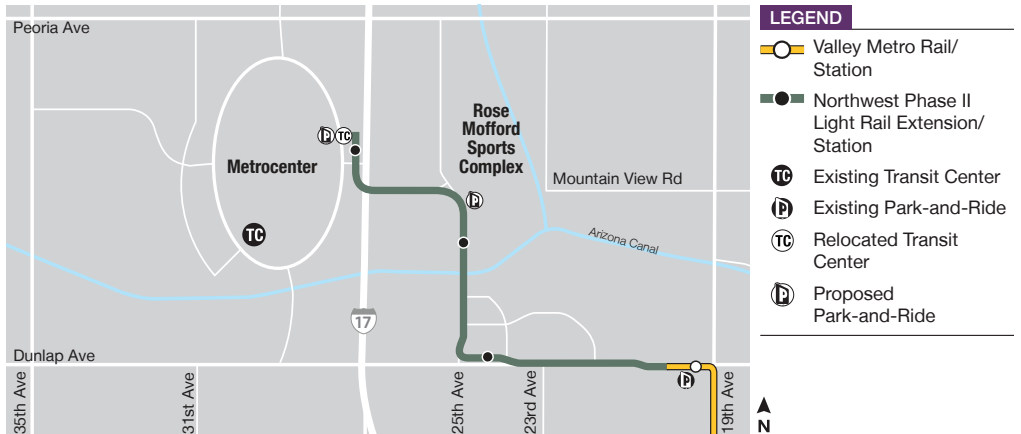 Peoria Ave
Metrocenter
P
TC
Rose
Mofford
Sports
Complex
P
Mountain View Rd
TC
Arizona Canal
17
Dunlap Ave
P
35th Ave
31st Ave
25th Ave
23rd Ave
19th Ave
LEGEND
Valley Metro Rail/
Station
Northwest Phase II
Light Rail Extension/
Station
TC
Existing Transit Center
P
Existing Park-and-Ride
TC
Relocated Transit
Center
P
Proposed
Park-and-Ride
N